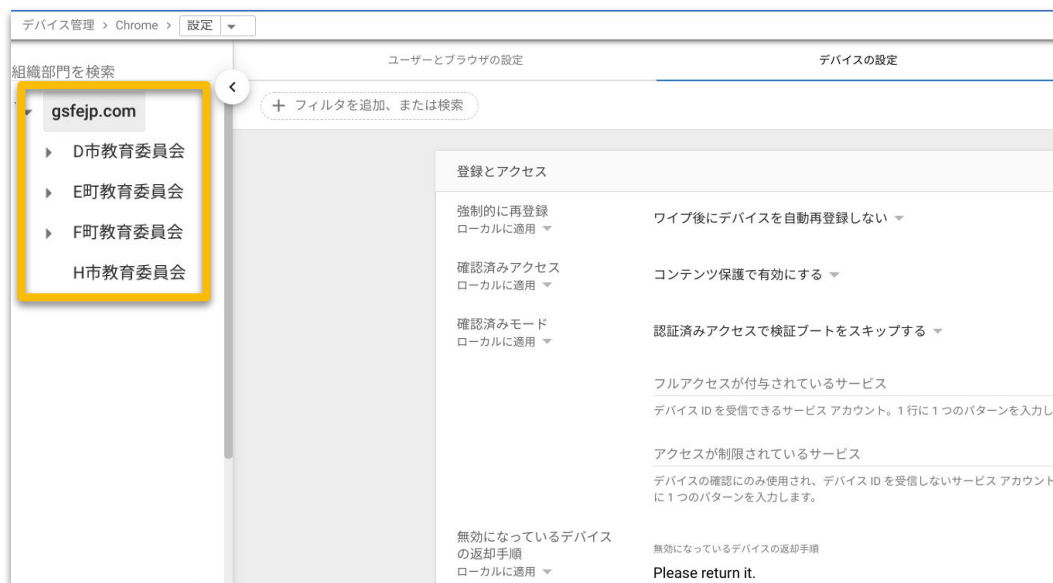 デバイス管理 > Chrome > 設定
組織部門を検索
gsfejp.com
D市教育委員会
E町教育委員会
F町教育委員会
H市教育委員会
ユーザーとブラウザの設定
デバイスの設定
+ フィルタを追加、または検索
登録とアクセス
強制的に再登録
ローカルに適用
ワイプ後にデバイスを自動再登録しない
確認済みアクセス
ローカルに適用
コンテンツ保護で有効にする
確認済みモード
ローカルに適用
認証済みアクセスで検証ブートをスキップする
フルアクセスが付与されているサービス
デバイス ID を受信できるサービス アカウント。1 行に 1 つのパターンを入力し
アクセスが制限されているサービス
デバイスの確認にのみ使用され、デバイス ID を受信しないサービス アカウント
に 1 つのパターンを入力します。
無効になっているデバイス
の返却手順
ローカルに適用
無効になっているデバイスの返却手順
Please return it.